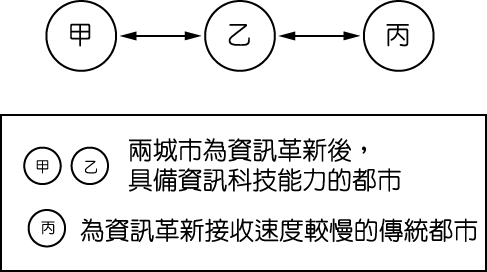 甲 乙 丙
甲 乙 兩城市為資訊革新後，
具備資訊科技能力的都市
丙 為資訊革新接收速度較慢的傳統都市